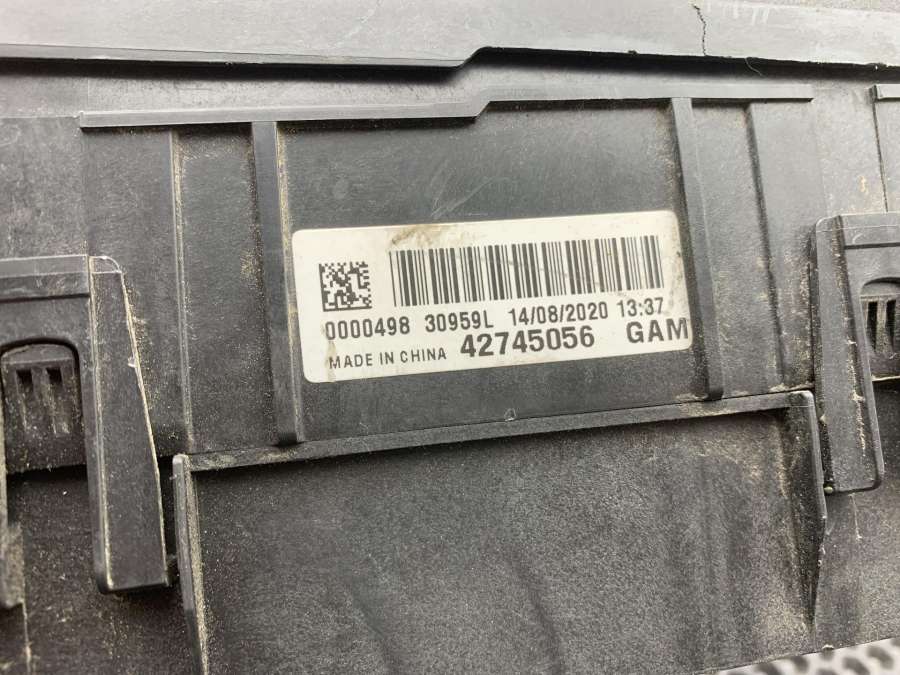 0000498 30959L 14/08/2020 13:37
MADE IN CHINA 42745056 GAM